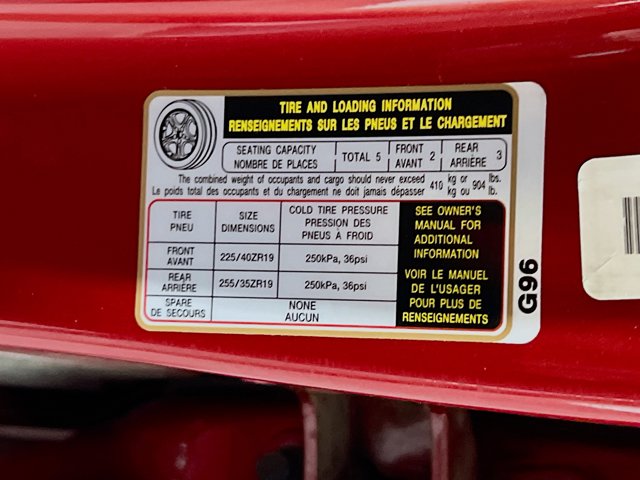 TIRE AND LOADING INFORMATION
RENSEIGNEMENTS SUR LES PNEUS ET LE CHARGEMENT
SEATING CAPACITY
NOMBRE DE PLACES
TOTAL 5
FRONT
AVANT 2
REAR
ARRIÈRE 3
The combined weight of occupants and cargo should never exceed 410 kg or 904 lbs.
Le poids total des occupants et du chargement ne doit jamais dépasser kg ou lb.
TIRE
PNEU
SIZE
DIMENSIONS
COLD TIRE PRESSURE
PRESSION DES
PNEUS À FROID
FRONT
AVANT
225/40ZR19
250kPa, 36psi
REAR
ARRIÈRE
255/35ZR19
250kPa, 36psi
SPARE
DE SECOURS
NONE
AUCUN
SEE OWNER'S
MANUAL FOR
ADDITIONAL
INFORMATION
VOIR LE MANUEL
DE L'USAGER
POUR PLUS DE
RENSEIGNEMENTS
G96